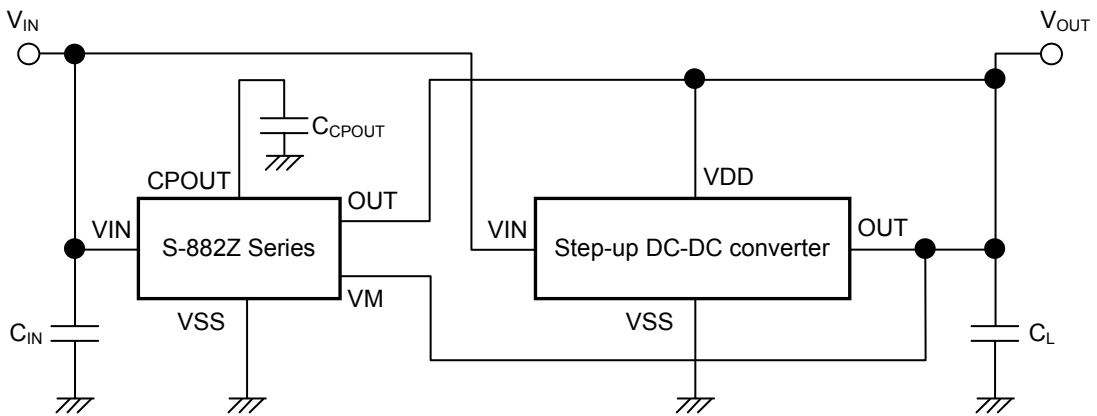 VIN
VOUT
CCPOUT
CPOUT
OUT
VDD
VIN
S-882Z Series
VIN
Step-up DC-DC converter
OUT
VM
VSS
VSS
CIN
CL